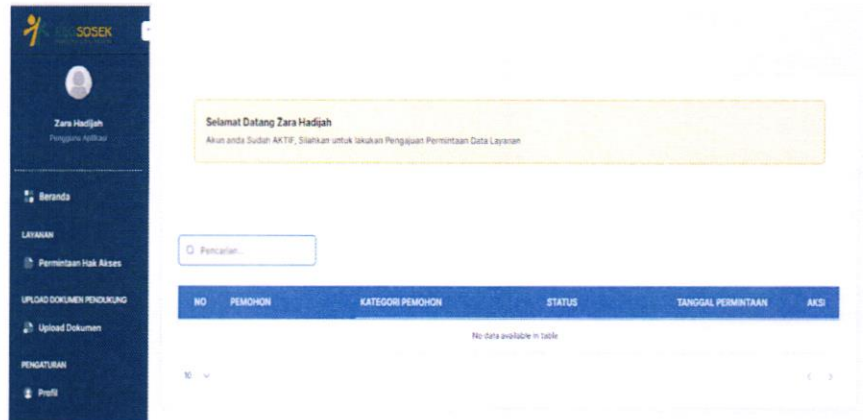 SOSEK
Zara Hadijah
Pengguna Aplikasi
Beranda
LAYANAN
Permintaan Hak Akses
UPLOAD DOKUMEN PENDUKUNG
Upload Dokumen
PENGATURAN
Profil
Selamat Datang Zara Hadijah
Akun anda Sudah AKTIF, Silahkan untuk lakukan Pengajuan Permintaan Data Layanan
Pencarian...
NO PEMOHON KATEGORI PEMOHON STATUS TANGGAL PERMINTAAN AKSI
No data available in table
10